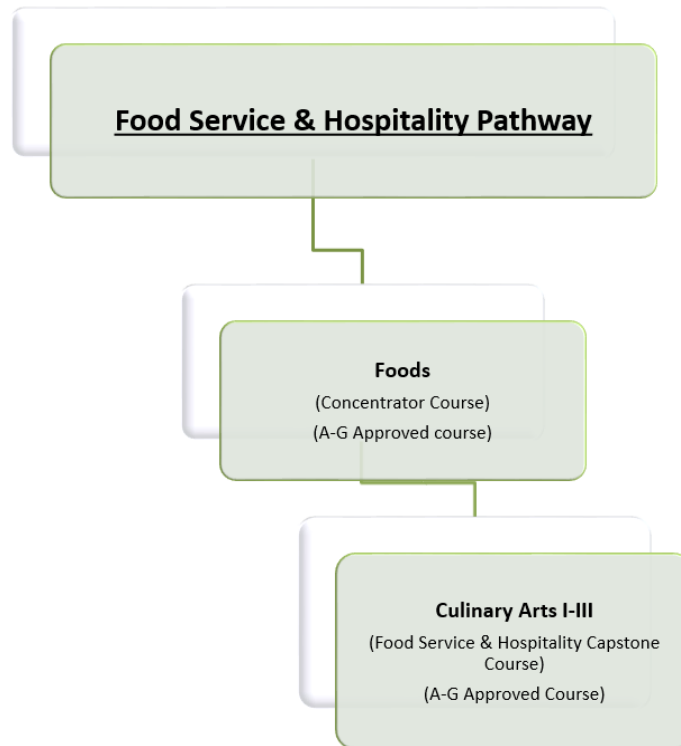 Food Service & Hospitality Pathway
Foods
(Concentrator Course)
(A-G Approved course)
Culinary Arts I-III
(Food Service & Hospitality Capstone
Course)
(A-G Approved Course)